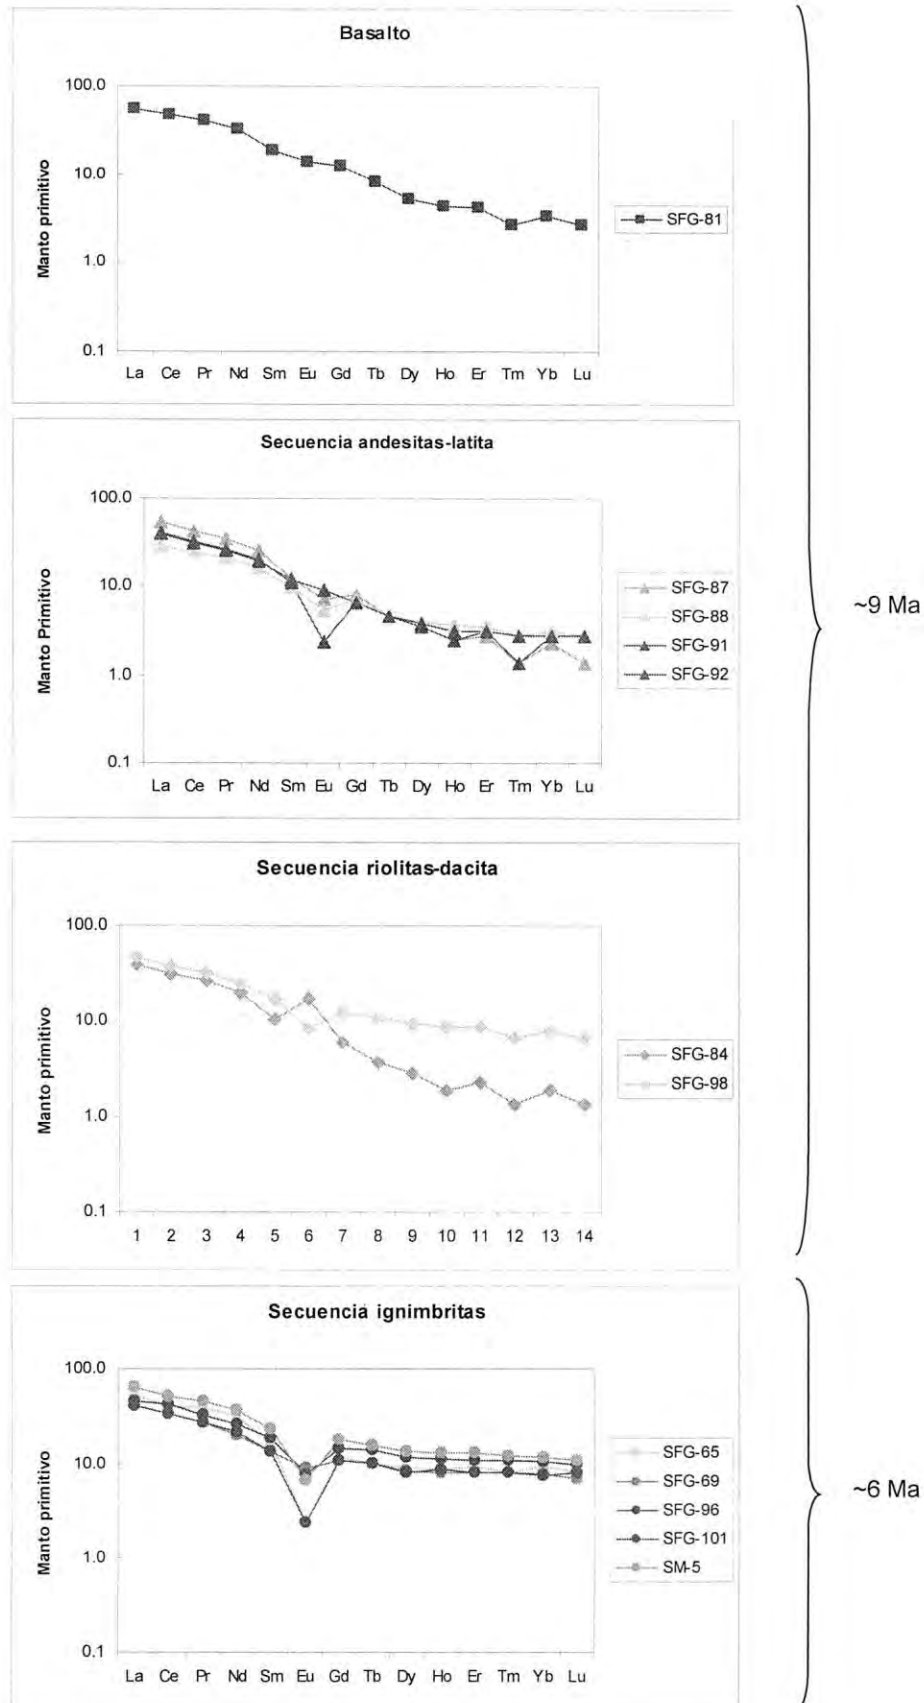 Basalto
100.0
10.0
1.0
0.1
Manto primitivo
La Ce Pr Nd Sm Eu Gd Tb Dy Ho Er Tm Yb Lu
SFG-81
Secuencia andesitas-latita
100.0
10.0
1.0
0.1
Manto Primitivo
La Ce Pr Nd Sm Eu Gd Tb Dy Ho Er Tm Yb Lu
SFG-87
SFG-88
SFG-91
SFG-92
~9 Ma
Secuencia riolitas-dacita
100.0
10.0
1.0
0.1
Manto primitivo
1 2 3 4 5 6 7 8 9 10 11 12 13 14
SFG-84
SFG-98
Secuencia ignimbritas
100.0
10.0
1.0
0.1
Manto primitivo
La Ce Pr Nd Sm Eu Gd Tb Dy Ho Er Tm Yb Lu
SFG-65
SFG-69
SFG-96
SFG-101
SM-5
~6 Ma